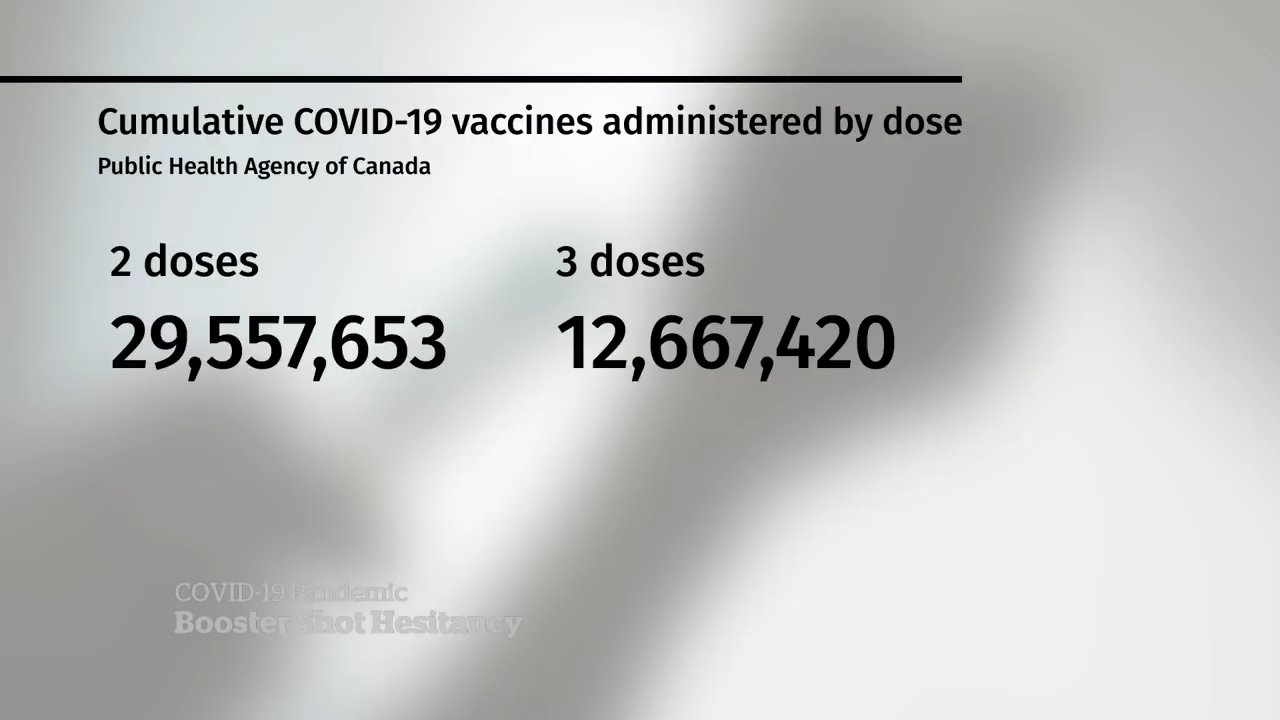 Cumulative COVID-19 vaccines administered by dose
Public Health Agency of Canada
2 doses
3 doses
29,557,653
12,667,420
COVID-19 Pandemic
Booster Shot Hesitancy